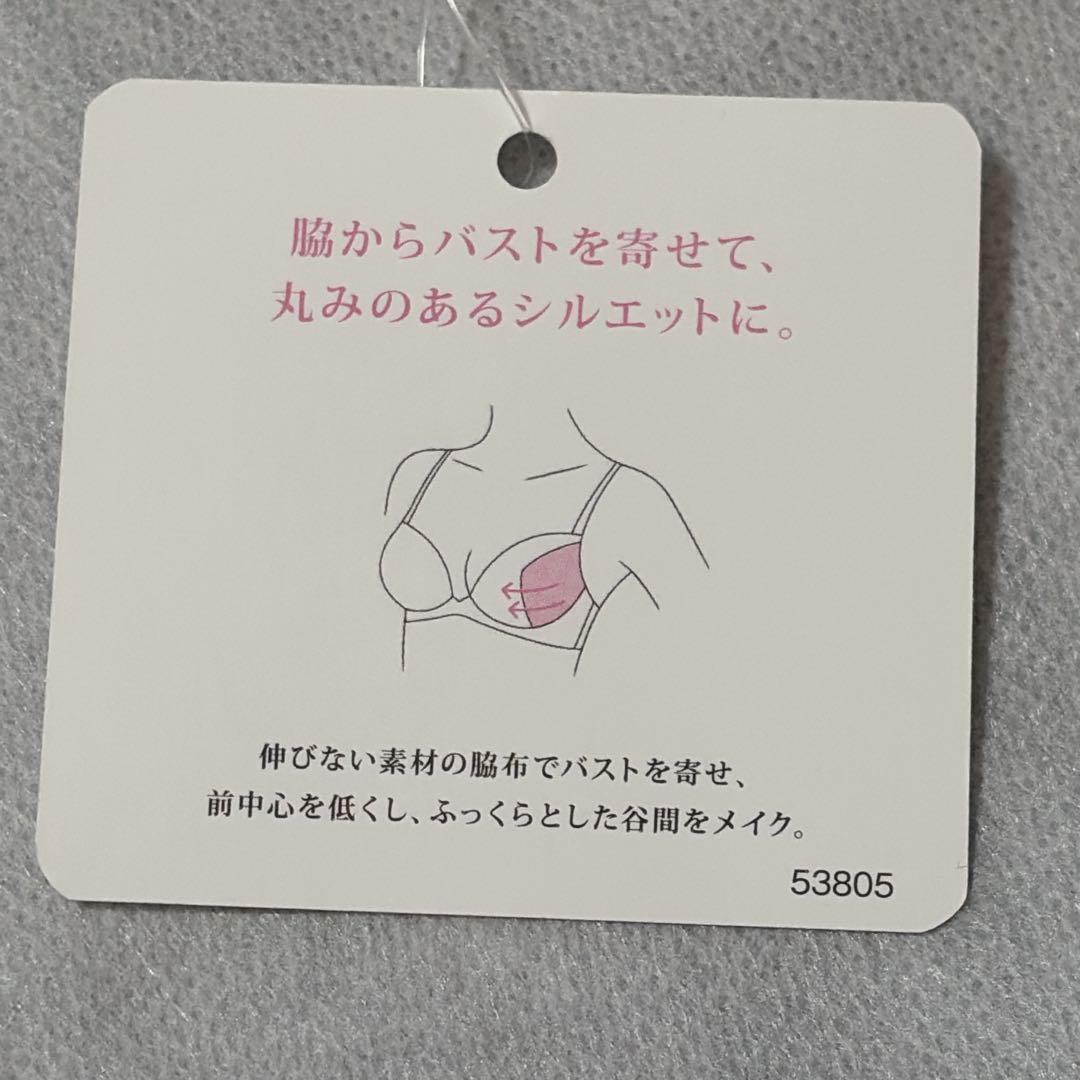 脇からバストを寄せて、
丸みのあるシルエットに。
伸びない素材の脇布でバストを寄せ、
前中心を低くし、ふっくらとした谷間をメイク。
53805